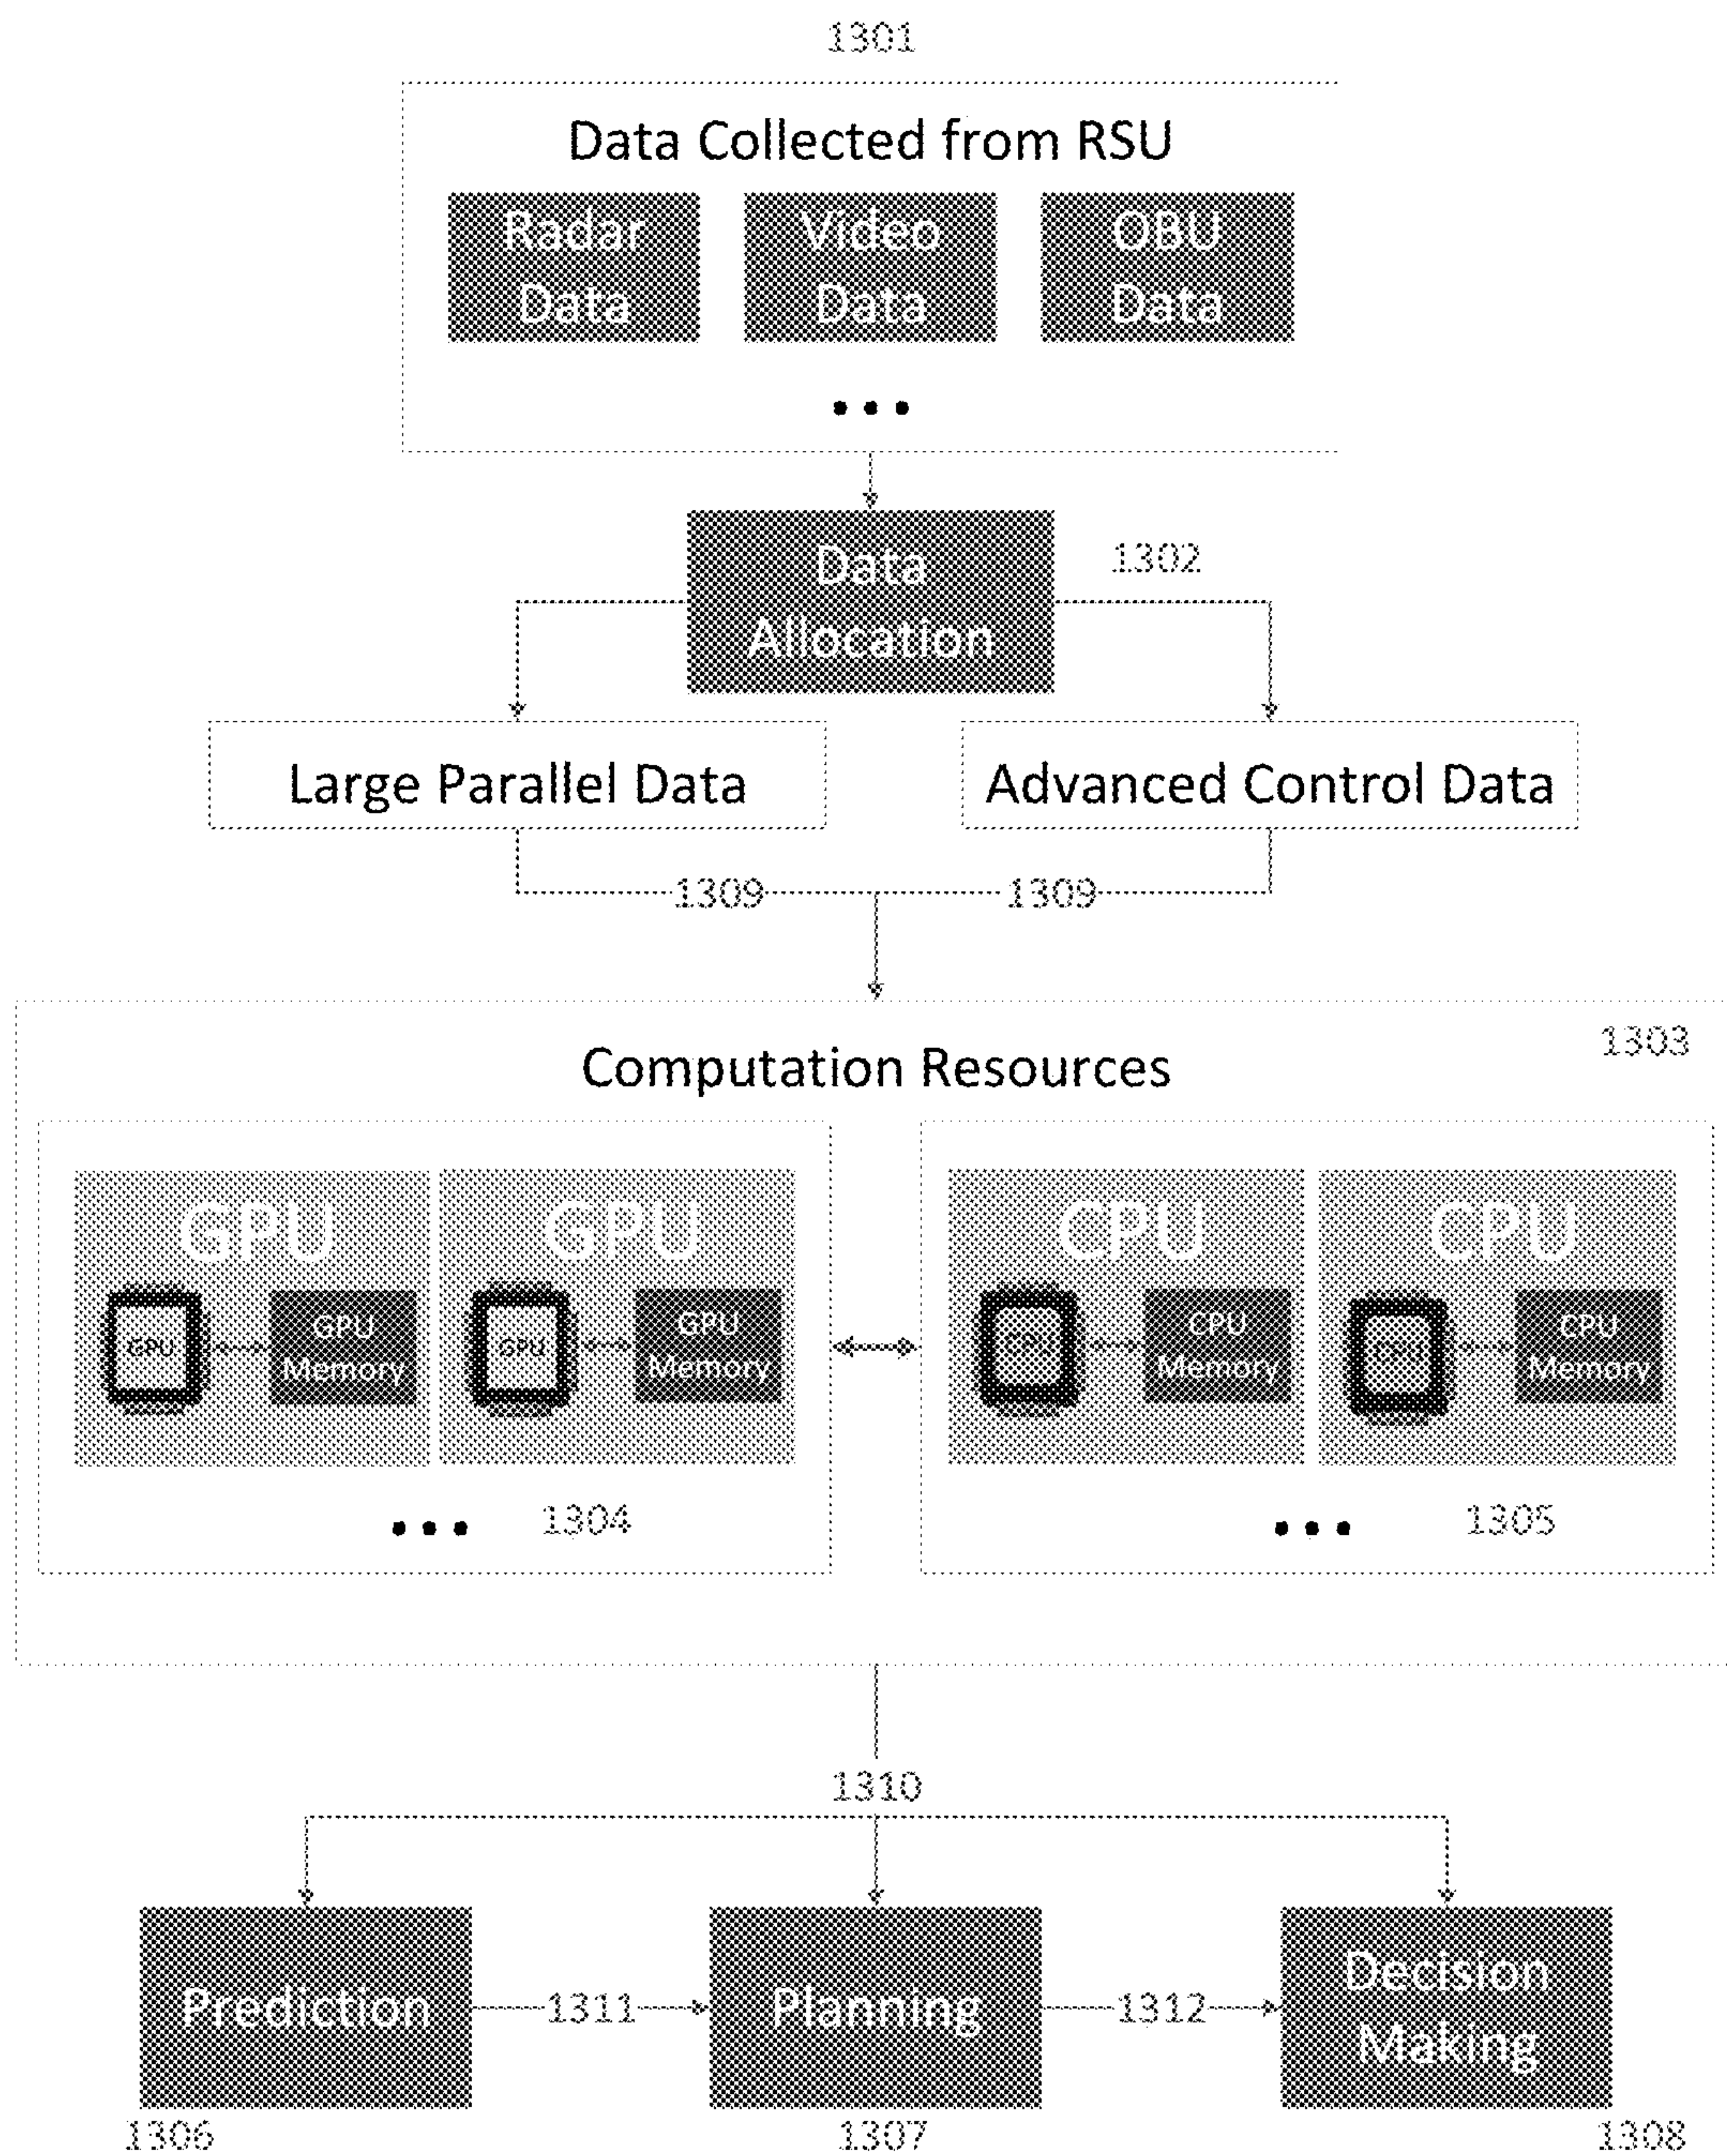 1301
Data Collected from RSU
Radar
Data
Video
Data
OBU
Data
Data
Allocation
1302
Large Parallel Data
Advanced Control Data
1309
1309
1303
Computation Resources
GPU
GPU
CPU
CPU
GPU
GPU
Memory
GPU
GPU
Memory
CPU
CPU
Memory
CPU
CPU
Memory
1304
1305
1310
Prediction
1311
Planning
1312
Decision
Making
1306
1307
1308